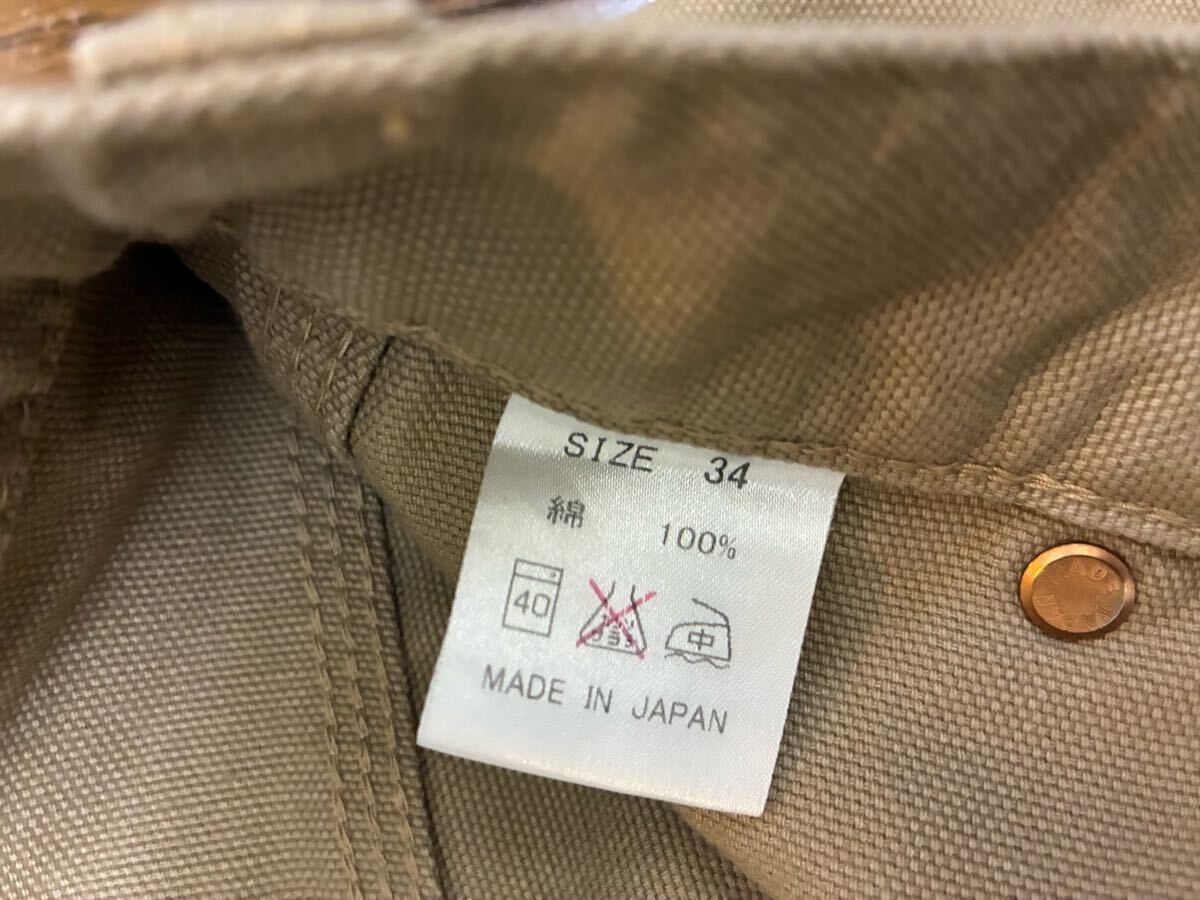 SIZE 34
綿 100%
40 中
MADE IN JAPAN